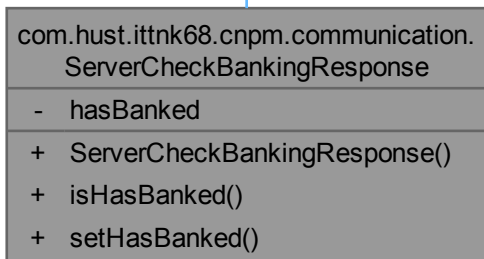 com.hust.ittnk68.cnpm.communication.
ServerCheckBankingResponse
- hasBanked
+ ServerCheckBankingResponse()
+ isHasBanked()
+ setHasBanked()